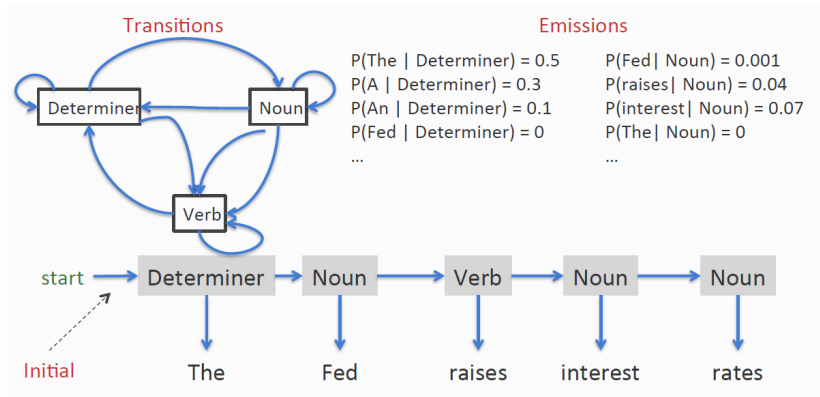 Transitions
Emissions
Determiner
Noun
Verb
P(The | Determiner) = 0.5
P(A | Determiner) = 0.3
P(An | Determiner) = 0.1
P(Fed | Determiner) = 0
...
P(Fed| Noun) = 0.001
P(raises| Noun) = 0.04
P(interest| Noun) = 0.07
P(The| Noun) = 0
...
start Determiner Noun Verb Noun Noun
Initial
The Fed raises interest rates